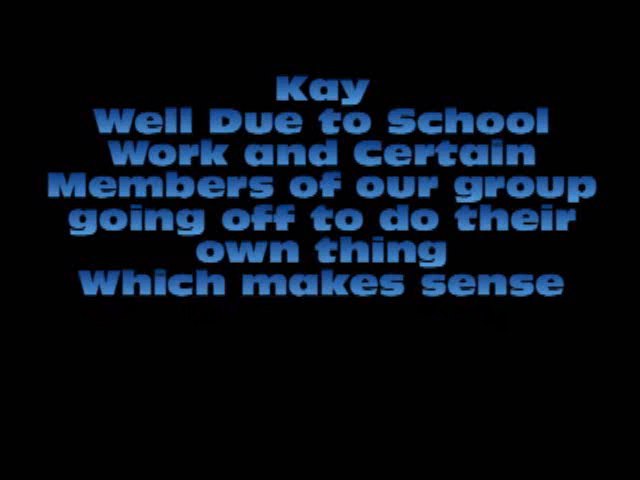 Kay
Well Due to School
Work and Certain
Members of our group
going off to do their
own thing
Which makes sense